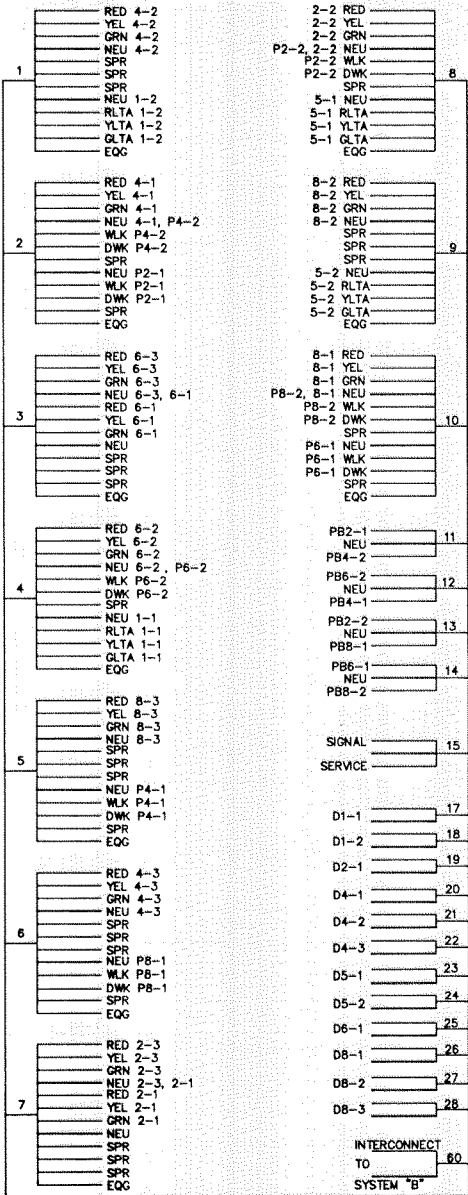 1
RED 4-2
YEL 4-2
GRN 4-2
NEU 4-2
SPR
SPR
SPR
NEU 1-2
RLTA 1-2
YLTA 1-2
GLTA 1-2
EQG
2
RED 4-1
YEL 4-1
GRN 4-1
NEU 4-1, P4-2
WLK P4-2
DWK P4-2
SPR
NEU P2-1
WLK P2-1
DWK P2-1
SPR
EQG
3
RED 6-3
YEL 6-3
GRN 6-3
NEU 6-3, 6-1
RED 6-1
YEL 6-1
GRN 6-1
NEU
SPR
SPR
SPR
EQG
4
RED 6-2
YEL 6-2
GRN 6-2
NEU 6-2 , P6-2
WLK P6-2
DWK P6-2
SPR
NEU 1-1
RLTA 1-1
YLTA 1-1
GLTA 1-1
EQG
5
RED 8-3
YEL 8-3
GRN 8-3
NEU 8-3
SPR
SPR
SPR
NEU P4-1
WLK P4-1
DWK P4-1
SPR
EQG
6
RED 4-3
YEL 4-3
GRN 4-3
NEU 4-3
SPR
SPR
SPR
NEU P8-1
WLK P8-1
DWK P8-1
SPR
EQG
7
RED 2-3
YEL 2-3
GRN 2-3
NEU 2-3, 2-1
RED 2-1
YEL 2-1
GRN 2-1
NEU
SPR
SPR
SPR
EQG
2-2 RED
2-2 YEL
2-2 GRN
P2-2, 2-2 NEU
P2-2 WLK
P2-2 DWK
SPR
5-1 NEU
5-1 RLTA
5-1 YLTA
5-1 GLTA
EQG
8
8-2 RED
8-2 YEL
8-2 GRN
8-2 NEU
SPR
SPR
SPR
5-2 NEU
5-2 RLTA
5-2 YLTA
5-2 GLTA
EQG
9
8-1 RED
8-1 YEL
8-1 GRN
P8-2, 8-1 NEU
P8-2 WLK
P8-2 DWK
SPR
P6-1 NEU
P6-1 WLK
P6-1 DWK
SPR
EQG
10
PB2-1
NEU
PB4-2
11
PB6-2
NEU
PB4-1
12
PB2-2
NEU
PB8-1
13
PB6-1
NEU
PB8-2
14
SIGNAL
SERVICE
15
D1-1 17
D1-2 18
D2-1 19
D4-1 20
D4-2 21
D4-3 22
D5-1 23
D5-2 24
D6-1 25
D8-1 26
D8-2 27
D8-3 28
INTERCONNECT
TO 60
SYSTEM "B"